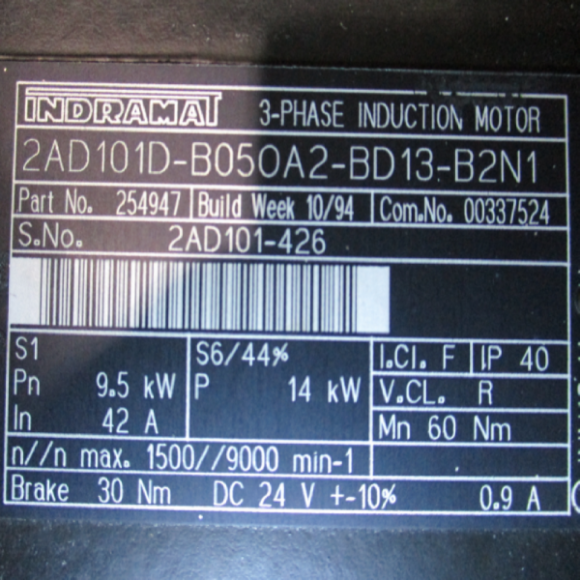 INDRAMAT 3-PHASE INDUCTION MOTOR
2AD101D-B050A2-BD13-B2N1
Part No. 254947 Build Week 10/94 Com.No. 00337524
S.No. 2AD101-426
S1 S6/44% I.Cl. F IP 40
Pn 9.5 kW P 14 kW V.CL. R
In 42 A Mn 60 Nm
n//n max. 1500//9000 min-1
Brake 30 Nm DC 24 V +-10% 0.9 A